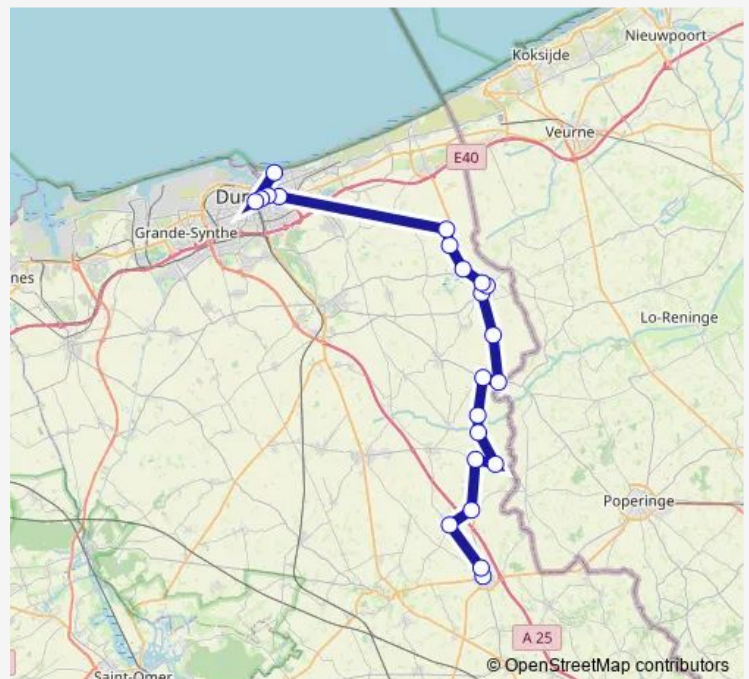 Nieuwpoort
Koksijde
Veurne
E40
Dun
Grande-Synthe
nes
Lo-Reninge
Poperinge
A 25
© OpenStreetMap contributors
Saint-Omer